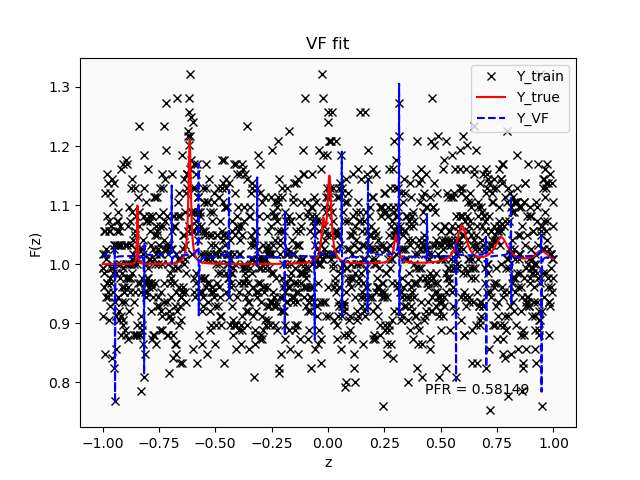 VF fit
Y_train
Y_true
Y_VF
F(z)
1.3
1.2
1.1
1.0
0.9
0.8
PFR = 0.58149
−1.00 −0.75 −0.50 −0.25 0.00 0.25 0.50 0.75 1.00
z